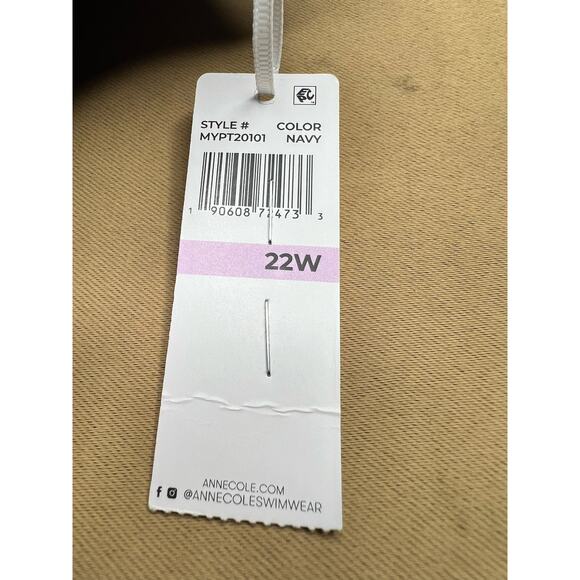 STYLE # COLOR
MYPT20101 NAVY
1 90608 72473 3
22W
ANNECOLE.COM
@ANNECOLESWIMWEAR